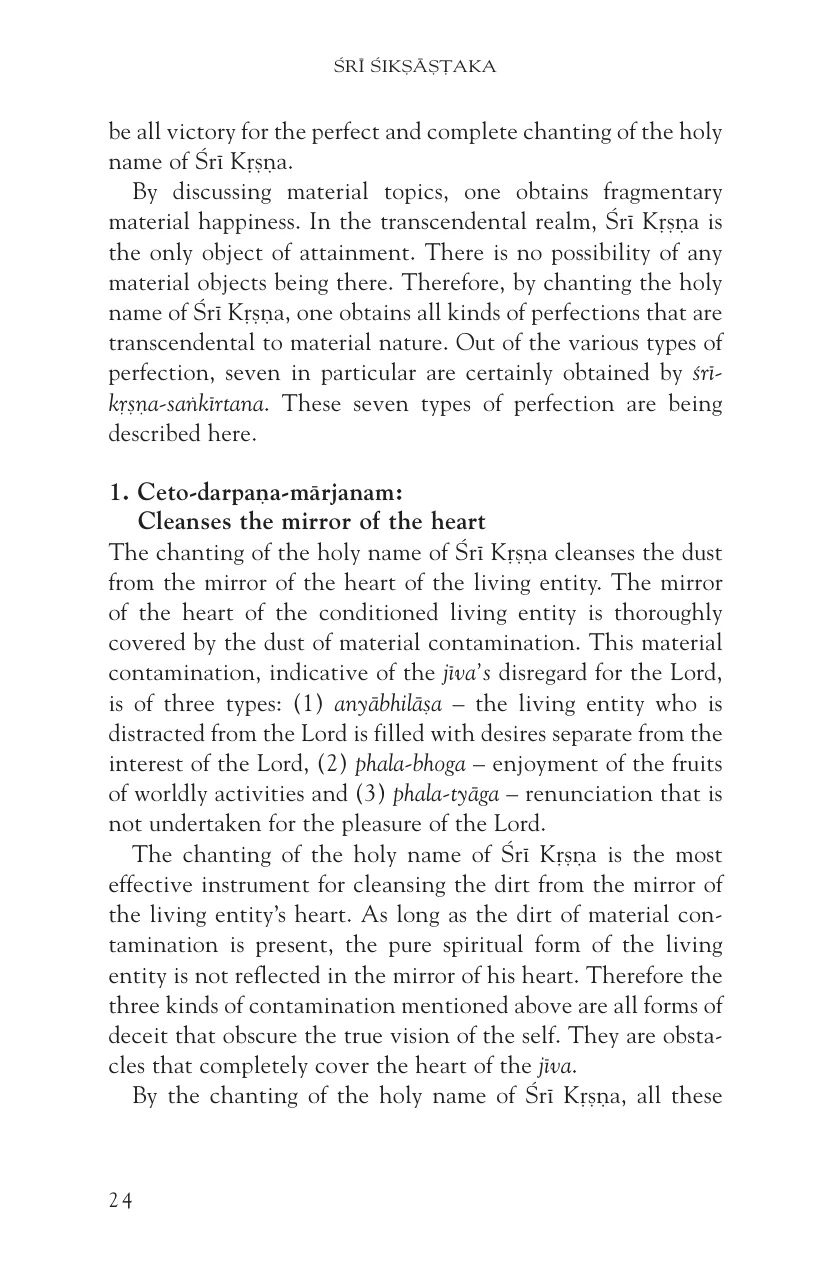 ŚRĪ ŚIKṢĀṢṬAKA
be all victory for the perfect and complete chanting of the holy
name of Śrī Kṛṣṇa.
By discussing material topics, one obtains fragmentary
material happiness. In the transcendental realm, Śrī Kṛṣṇa is
the only object of attainment. There is no possibility of any
material objects being there. Therefore, by chanting the holy
name of Śrī Kṛṣṇa, one obtains all kinds of perfections that are
transcendental to material nature. Out of the various types of
perfection, seven in particular are certainly obtained by śrī-
kṛṣṇa-saṅkīrtana. These seven types of perfection are being
described here.
1. Ceto-darpaṇa-mārjanam:
Cleanses the mirror of the heart
The chanting of the holy name of Śrī Kṛṣṇa cleanses the dust
from the mirror of the heart of the living entity. The mirror
of the heart of the conditioned living entity is thoroughly
covered by the dust of material contamination. This material
contamination, indicative of the jīva's disregard for the Lord,
is of three types: (1) anyābhilāṣa – the living entity who is
distracted from the Lord is filled with desires separate from the
interest of the Lord, (2) phala-bhoga – enjoyment of the fruits
of worldly activities and (3) phala-tyāga – renunciation that is
not undertaken for the pleasure of the Lord.
The chanting of the holy name of Śrī Kṛṣṇa is the most
effective instrument for cleansing the dirt from the mirror of
the living entity's heart. As long as the dirt of material con-
tamination is present, the pure spiritual form of the living
entity is not reflected in the mirror of his heart. Therefore the
three kinds of contamination mentioned above are all forms of
deceit that obscure the true vision of the self. They are obsta-
cles that completely cover the heart of the jīva.
By the chanting of the holy name of Śrī Kṛṣṇa, all these
24